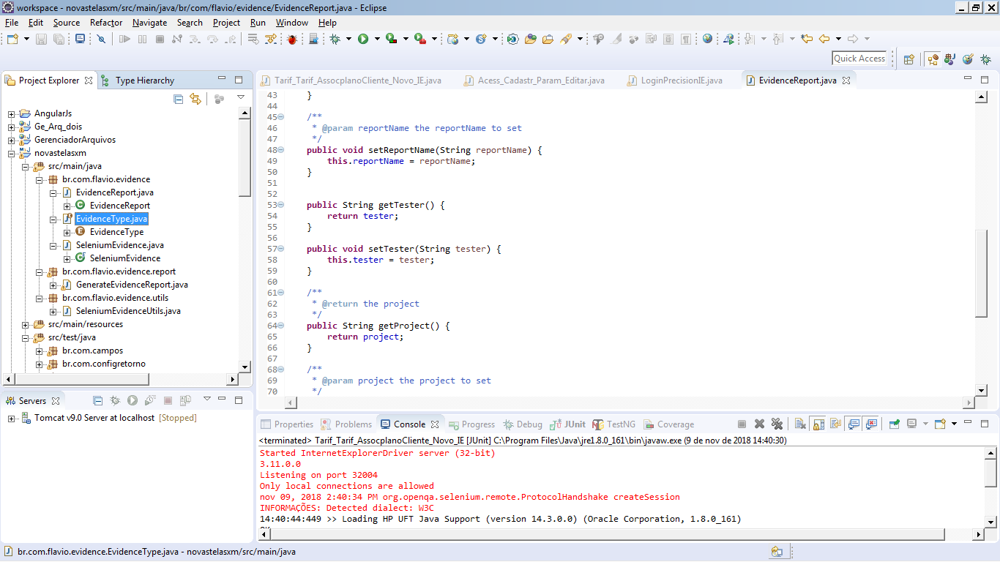 workspace - novastelasxm/src/main/java/br/com/flavio/evidence/EvidenceReport.java - Eclipse
File Edit Source Refactor Navigate Search Project Run Window Help
Quick Access
Project Explorer Type Hierarchy
AngularJs
Ge_Arq_dois
GerenciadorArquivos
novastelasxm
src/main/java
br.com.flavio.evidence
EvidenceReport.java
EvidenceReport
EvidenceType.java
EvidenceType
SeleniumEvidence.java
SeleniumEvidence
br.com.flavio.evidence.report
GenerateEvidenceReport.java
br.com.flavio.evidence.utils
SeleniumEvidenceUtils.java
src/main/resources
src/test/java
br.com.campos
br.com.configretorno
Servers
Tomcat v9.0 Server at localhost [Stopped]
Tarif_Tarif_AssocplanoCliente_Novo_IE.java Acess_Cadastr_Param_Editar.java LoginPrecisionIE.java EvidenceReport.java
43 }
44
45 /**
46 * @param reportName the reportName to set
47 */
48 public void setReportName(String reportName) {
49 this.reportName = reportName;
50 }
51
52
53 public String getTester() {
54 return tester;
55 }
56
57 public void setTester(String tester) {
58 this.tester = tester;
59 }
60
61 /**
62 * @return the project
63 */
64 public String getProject() {
65 return project;
66 }
67
68 /**
69 * @param project the project to set
70 */
Properties Problems Console Progress Debug JUnit TestNG Coverage
<terminated> Tarif_Tarif_AssocplanoCliente_Novo_IE [JUnit] C:\Program Files\Java\jre1.8.0_161\bin\javaw.exe (9 de nov de 2018 14:40:30)
Started InternetExplorerDriver server (32-bit)
3.11.0.0
Listening on port 32004
Only local connections are allowed
nov 09, 2018 2:40:34 PM org.openqa.selenium.remote.ProtocolHandshake createSession
INFORMAÇÕES: Detected dialect: W3C
14:40:44:449 >> Loading HP UFT Java Support (version 14.3.0.0) (Oracle Corporation, 1.8.0_161)
br.com.flavio.evidence.EvidenceType.java - novastelasxm/src/main/java